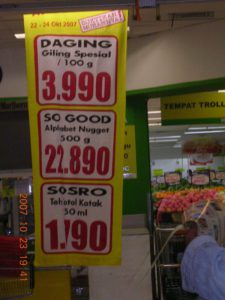 22 - 24 Okt 2007
DAGING
Giling Spesial
/ 100 g
3.990
SO GOOD
Alphabet Nugget
500 g
22.890
SOSRO
Tehotol Kotak
50 ml
1.190
TEMPAT TROLL
2007 10 23 19:41